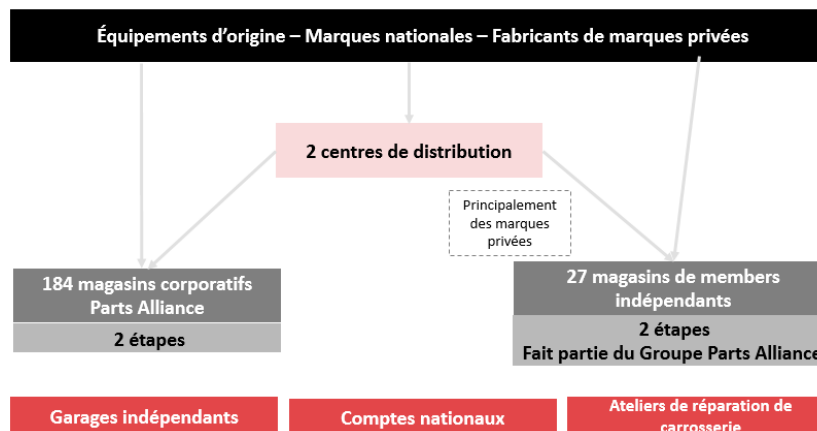 Équipements d’origine – Marques nationales – Fabricants de marques privées
2 centres de distribution
Principalement
des marques
privées
184 magasins corporatifs
Parts Alliance
2 étapes
27 magasins de members
indépendants
2 étapes
Fait partie du Groupe Parts Alliance
Garages indépendants
Comptes nationaux
Ateliers de réparation de
carrosserie